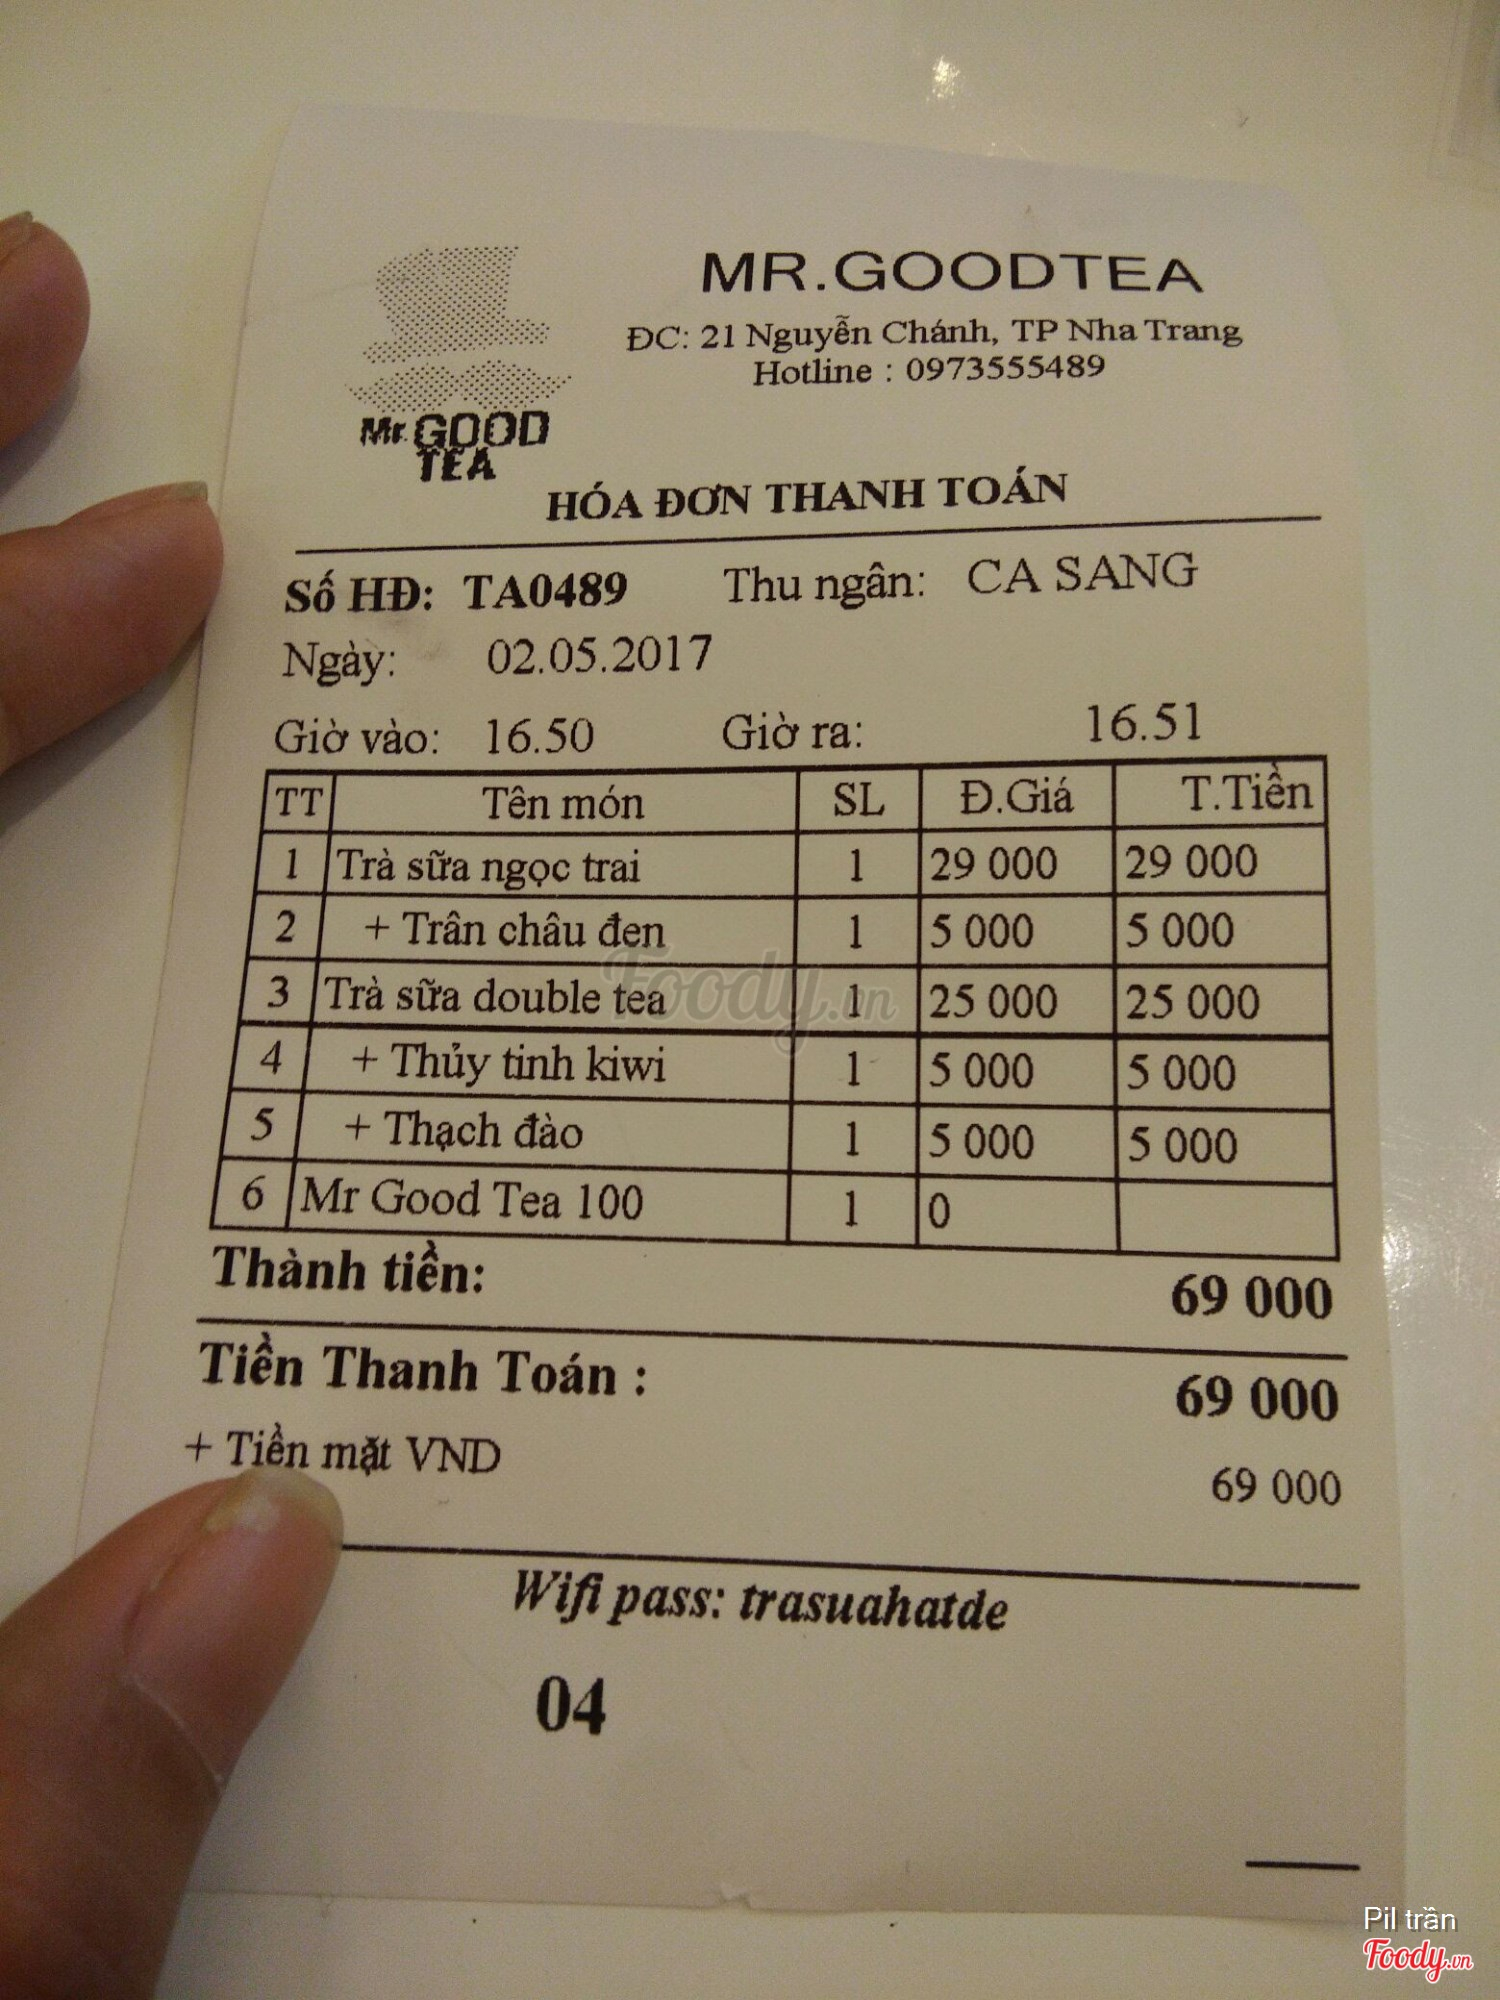 MR.GOODTEA
ĐC: 21 Nguyễn Chánh, TP Nha Trang
Hotline : 0973555489
Mr. GOOD
TEA
HÓA ĐƠN THANH TOÁN
Số HĐ: TA0489 Thu ngân: CA SANG
Ngày: 02.05.2017
Giờ vào: 16.50 Giờ ra: 16.51
TT Tên món SL Đ.Giá T.Tiền
1 Trà sữa ngọc trai 1 29 000 29 000
2 + Trân châu đen 1 5 000 5 000
3 Trà sữa double tea 1 25 000 25 000
4 + Thủy tinh kiwi 1 5 000 5 000
5 + Thạch đào 1 5 000 5 000
6 Mr Good Tea 100 1 0
Thành tiền: 69 000
Tiền Thanh Toán : 69 000
+ Tiền mặt VND 69 000
Wifi pass: trasuahatde
04
Foody.vn
Pil trần
Foody.vn